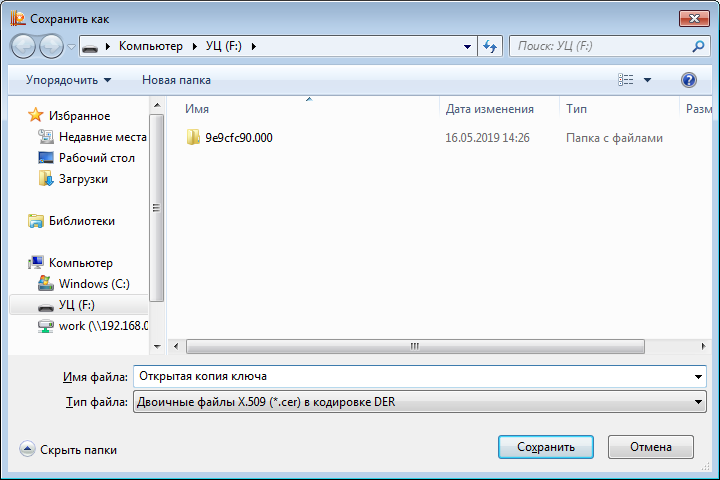 Сохранить как
Компьютер УЦ (F:)
Поиск: УЦ (F:)
Упорядочить Новая папка
Имя Дата изменения Тип Разм
Избранное
Недавние места
Рабочий стол
Загрузки
Библиотеки
Компьютер
Windows (C:)
УЦ (F:)
work (\\192.168.0
9e9cfc90.000 16.05.2019 14:26 Папка с файлами
Имя файла: Открытая копия ключа
Тип файла: Двоичные файлы X.509 (*.cer) в кодировке DER
Скрыть папки Сохранить Отмена